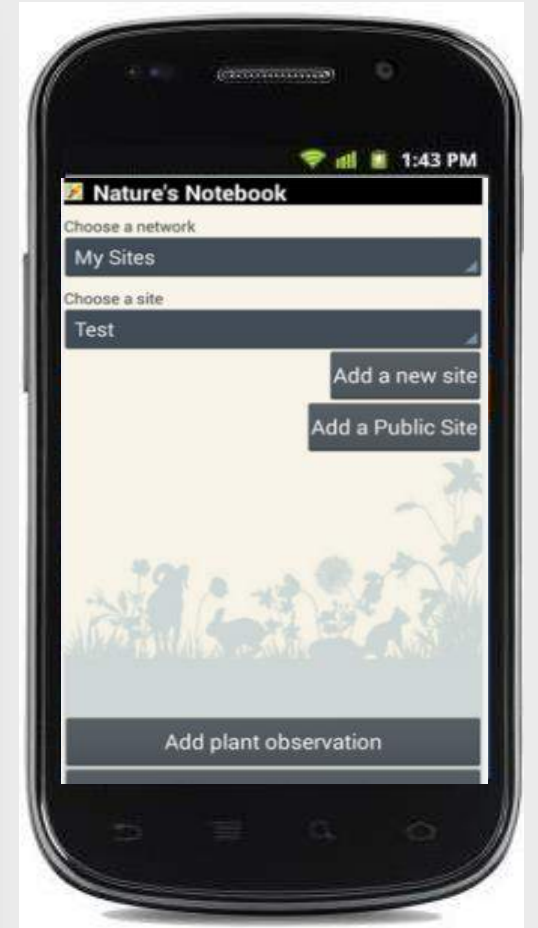 1:43 PM
Nature's Notebook
Choose a network
My Sites
Choose a site
Test
Add a new site
Add a Public Site
Add plant observation